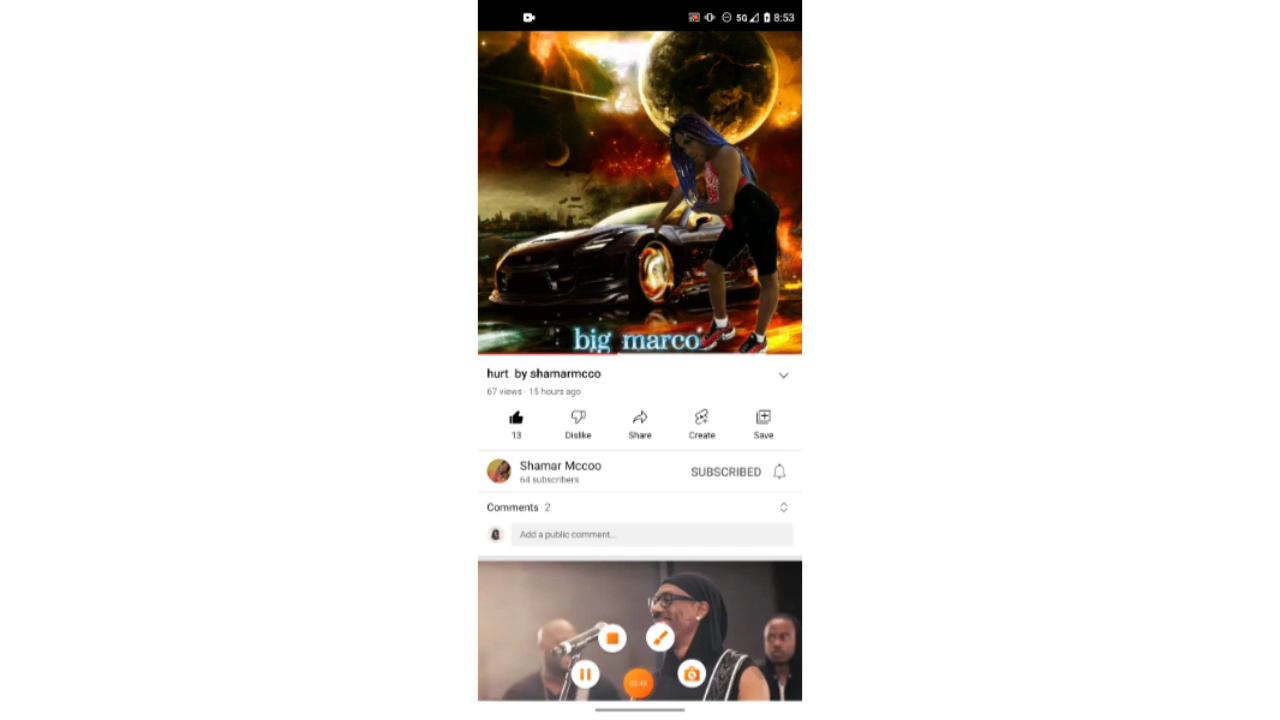 5G 8:53
big marco
hurt by shamarmcco
67 views · 15 hours ago
13 Dislike Share Create Save
Shamar Mccoo
64 subscribers
SUBSCRIBED
Comments 2
Add a public comment...